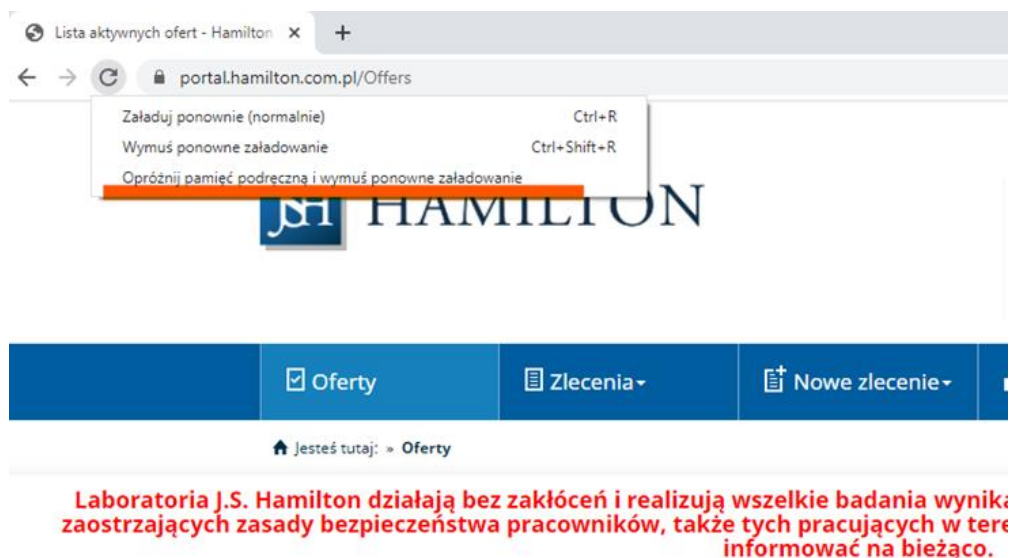 Lista aktywnych ofert - Hamilton
portal.hamilton.com.pl/Offers
Załaduj ponownie (normalnie) Ctrl+R
Wymuś ponowne załadowanie Ctrl+Shift+R
Opróżnij pamięć podręczną i wymuś ponowne załadowanie
JSH HAMILTON
Oferty Zlecenia Nowe zlecenie
Jesteś tutaj: » Oferty
Laboratoria J.S. Hamilton działają bez zakłóceń i realizują wszelkie badania
zaostrzających zasady bezpieczeństwa pracowników, także tych pracujących w
informować na bieżąco.